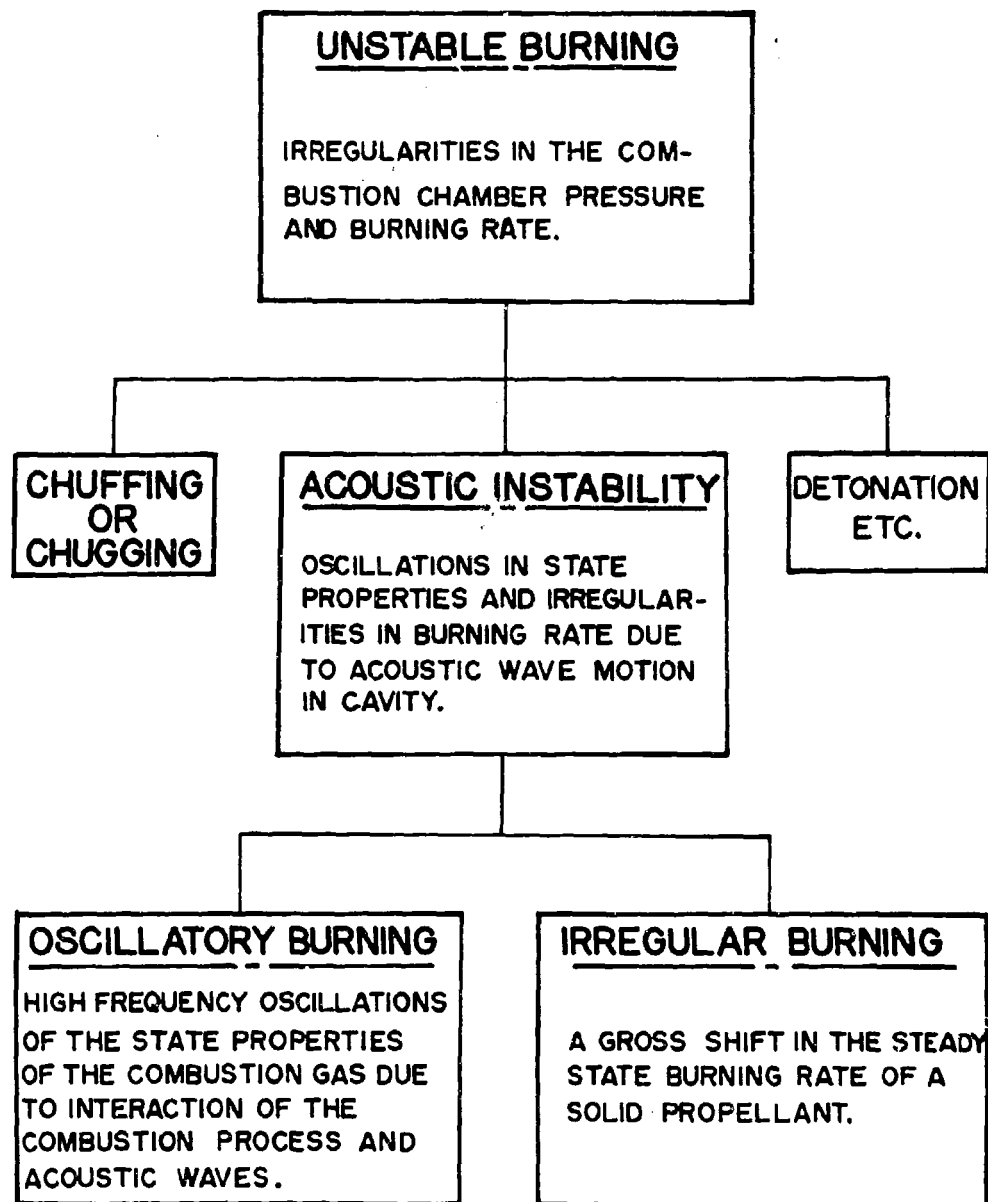 UNSTABLE BURNING
IRREGULARITIES IN THE COM-
BUSTION CHAMBER PRESSURE
AND BURNING RATE.
CHUFFING
OR
CHUGGING
ACOUSTIC INSTABILITY
OSCILLATIONS IN STATE
PROPERTIES AND IRREGULAR-
ITIES IN BURNING RATE DUE
TO ACOUSTIC WAVE MOTION
IN CAVITY.
DETONATION
ETC.
OSCILLATORY BURNING
HIGH FREQUENCY OSCILLATIONS
OF THE STATE PROPERTIES
OF THE COMBUSTION GAS DUE
TO INTERACTION OF THE
COMBUSTION PROCESS AND
ACOUSTIC WAVES.
IRREGULAR BURNING
A GROSS SHIFT IN THE STEADY
STATE BURNING RATE OF A
SOLID PROPELLANT.